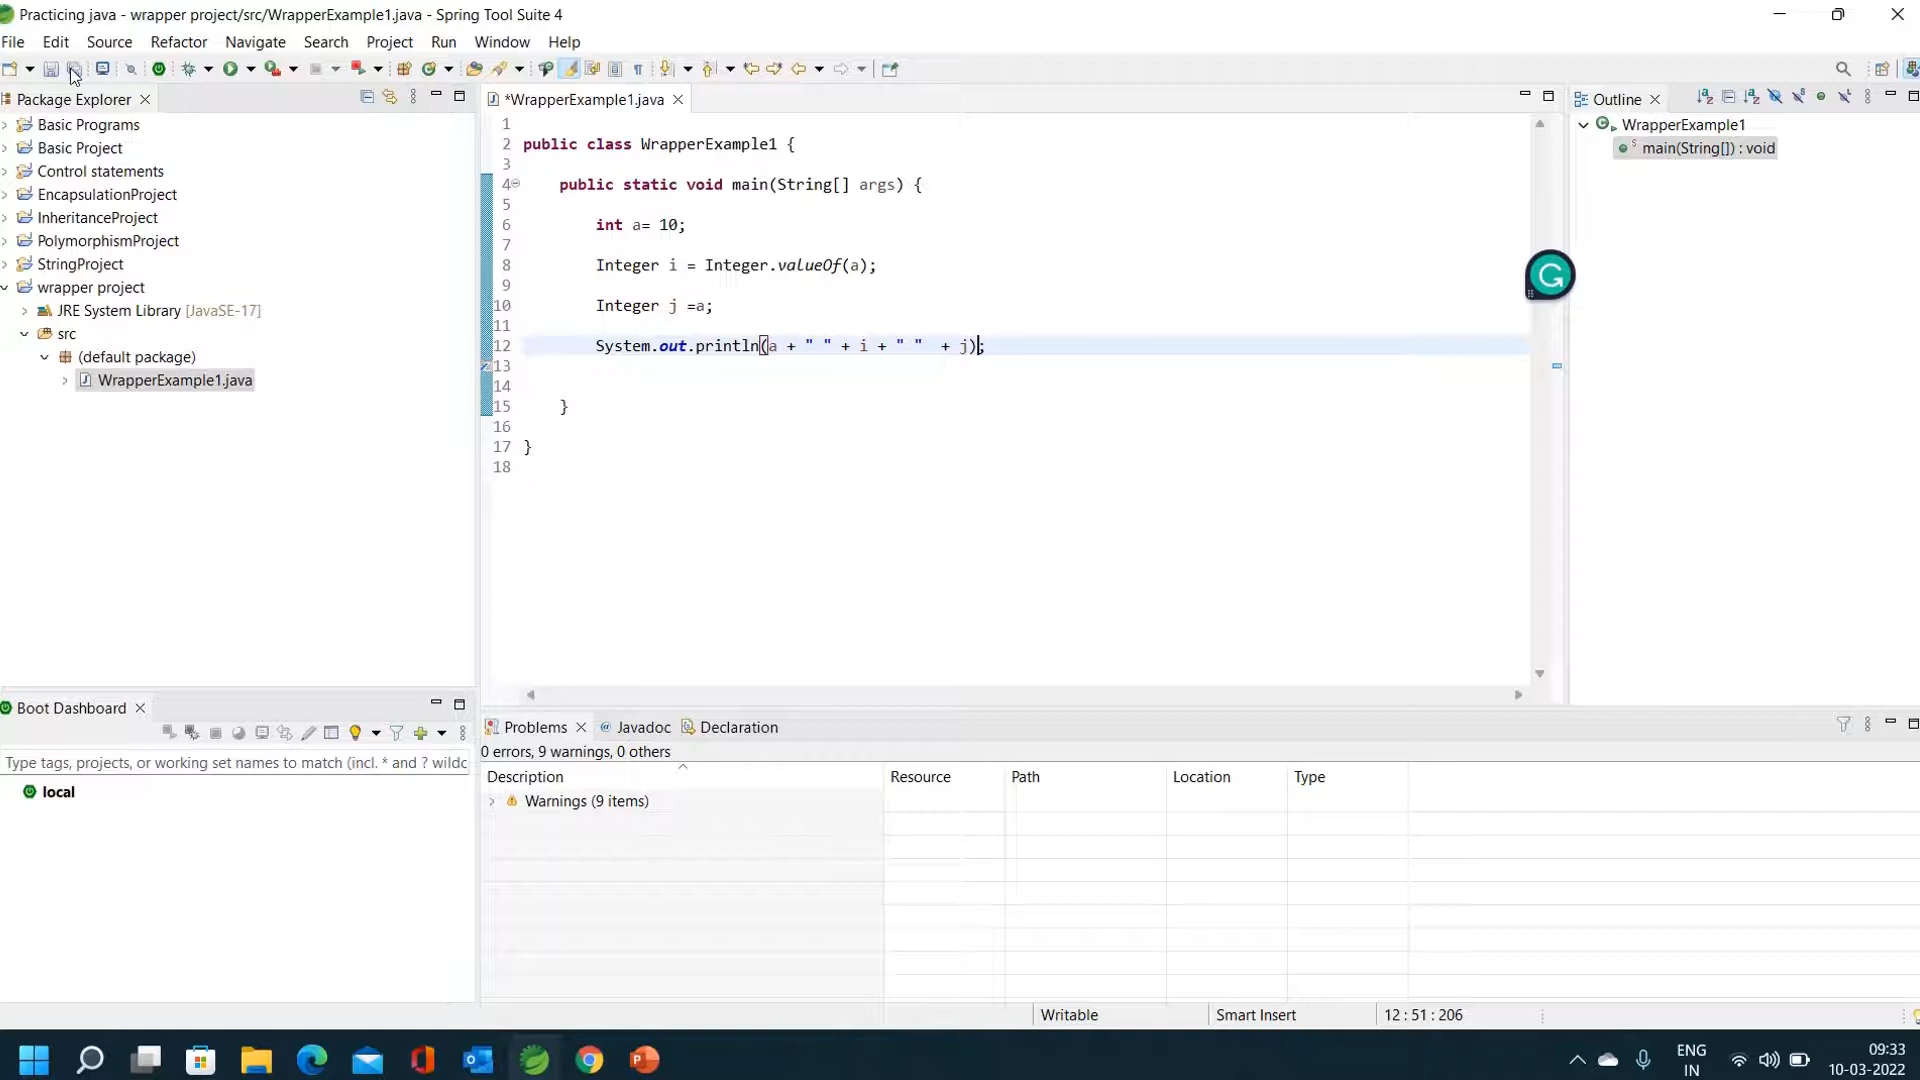 Practicing java - wrapper project/src/WrapperExample1.java - Spring Tool Suite 4
File Edit Source Refactor Navigate Search Project Run Window Help
Package Explorer
Basic Programs
Basic Project
Control statements
EncapsulationProject
InheritanceProject
PolymorphismProject
StringProject
wrapper project
JRE System Library [JavaSE-17]
src
(default package)
WrapperExample1.java
*WrapperExample1.java
1
2 public class WrapperExample1 {
3
4 public static void main(String[] args) {
5
6 int a= 10;
7
8 Integer i = Integer.valueOf(a);
9
10 Integer j =a;
11
12 System.out.println(a + " " + i + " "  + j);
13
14
15 }
16
17 }
18
Outline
WrapperExample1
main(String[]) : void
Boot Dashboard
Type tags, projects, or working set names to match (incl. * and ? wildc
local
Problems @ Javadoc Declaration
0 errors, 9 warnings, 0 others
Description Resource Path Location Type
Warnings (9 items)
Writable Smart Insert 12 : 51 : 206
ENG
IN
09:33
10-03-2022